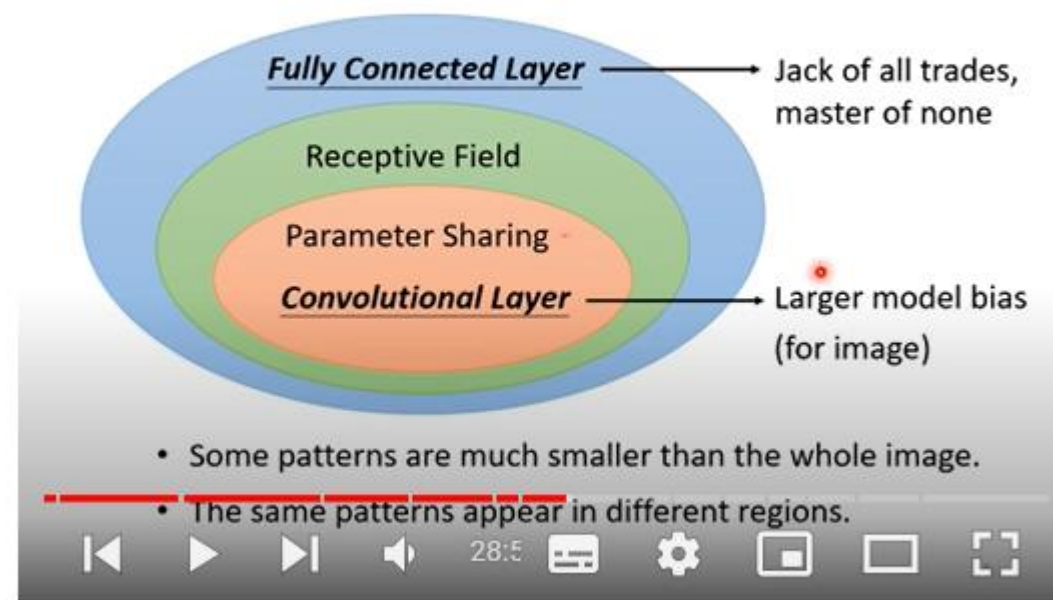 Fully Connected Layer
Jack of all trades,
master of none
Receptive Field
Parameter Sharing
Convolutional Layer
Larger model bias
(for image)
• Some patterns are much smaller than the whole image.
• The same patterns appear in different regions.